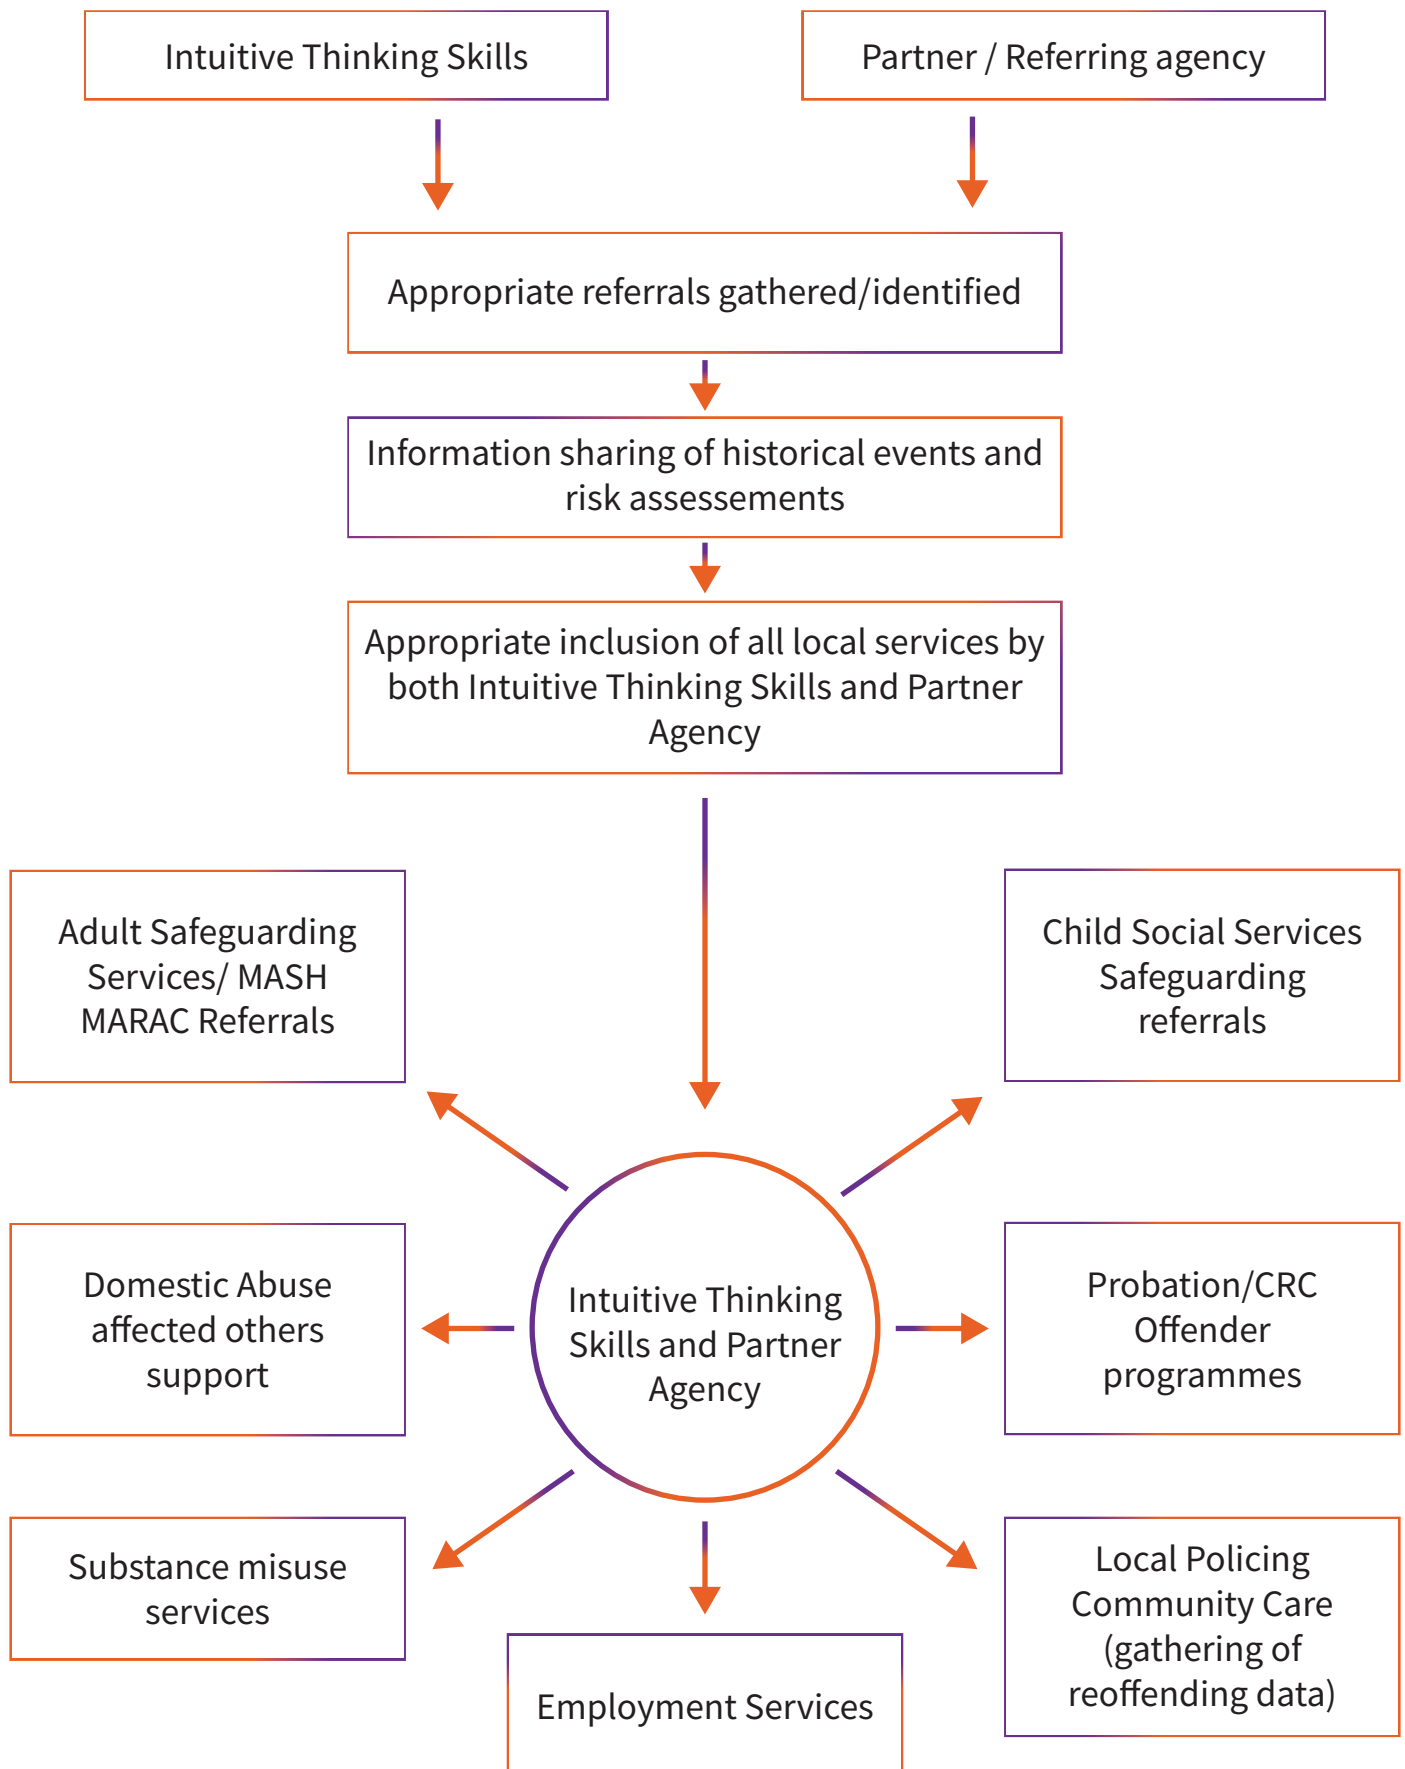 Intuitive Thinking Skills
Partner / Referring agency
Appropriate referrals gathered/identified
Information sharing of historical events and
risk assessements
Appropriate inclusion of all local services by
both Intuitive Thinking Skills and Partner
Agency
Adult Safeguarding
Services/ MASH
MARAC Referrals
Child Social Services
Safeguarding
referrals
Domestic Abuse
affected others
support
Intuitive Thinking
Skills and Partner
Agency
Probation/CRC
Offender
programmes
Substance misuse
services
Employment Services
Local Policing
Community Care
(gathering of
reoffending data)